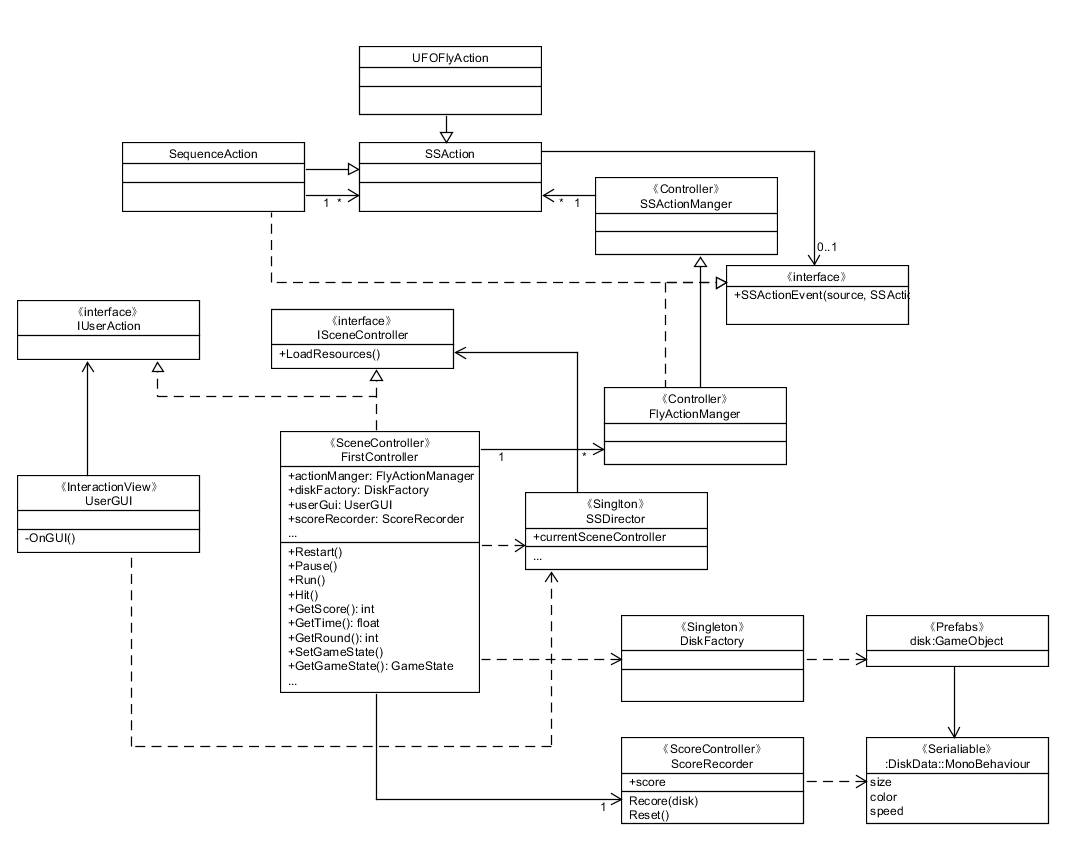 UFOFlyAction
SequenceAction
SSAction
《Controller》
SSActionManger
1 *
* 1
0..1
《interface》
+SSActionEvent(source, SSActic
《interface》
IUserAction
《interface》
ISceneController
+LoadResources()
《Controller》
FlyActionManger
《SceneController》
FirstController
+actionManger: FlyActionManager
+diskFactory: DiskFactory
+userGui: UserGUI
+scoreRecorder: ScoreRecorder
...
+Restart()
+Pause()
+Run()
+Hit()
+GetScore(): int
+GetTime(): float
+GetRound(): int
+SetGameState()
+GetGameState(): GameState
...
1
*
《InteractionView》
UserGUI
-OnGUI()
《Singlton》
SSDirector
+currentSceneController
...
《Singleton》
DiskFactory
《Prefabs》
disk:GameObject
《ScoreController》
ScoreRecorder
+score
Recore(disk)
Reset()
1
《Serialiable》
:DiskData::MonoBehaviour
size
color
speed